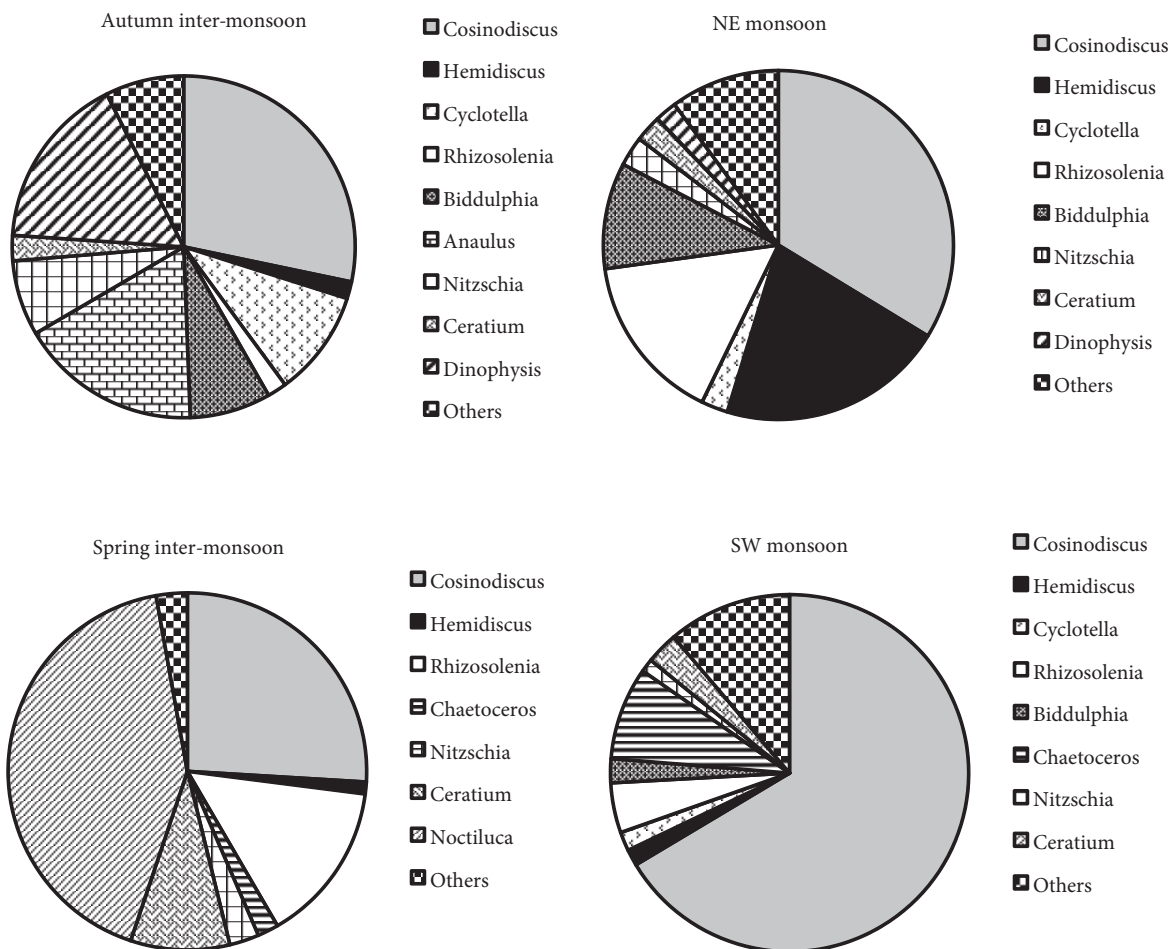 Autumn inter-monsoon
Cosinodiscus
Hemidiscus
Cyclotella
Rhizosolenia
Biddulphia
Anaulus
Nitzschia
Ceratium
Dinophysis
Others
NE monsoon
Cosinodiscus
Hemidiscus
Cyclotella
Rhizosolenia
Biddulphia
Nitzschia
Ceratium
Dinophysis
Others
Spring inter-monsoon
Cosinodiscus
Hemidiscus
Rhizosolenia
Chaetoceros
Nitzschia
Ceratium
Noctiluca
Others
SW monsoon
Cosinodiscus
Hemidiscus
Cyclotella
Rhizosolenia
Biddulphia
Chaetoceros
Nitzschia
Ceratium
Others